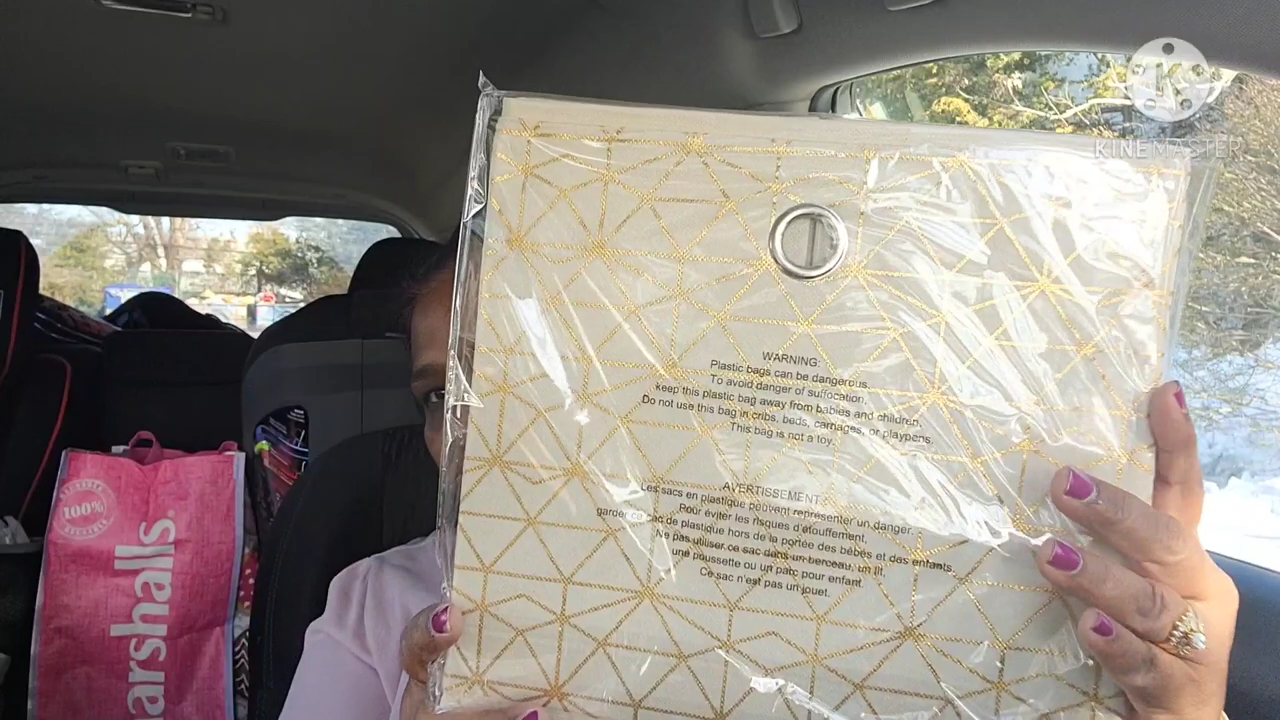 KINEMASTER
WARNING:
Plastic bags can be dangerous.
To avoid danger of suffocation,
keep this plastic bag away from babies and children.
Do not use this bag in cribs, beds, carriages, or playpens.
This bag is not a toy.
AVERTISSEMENT:
Les sacs en plastique peuvent représenter un danger.
Pour éviter les risques d'étouffement,
garder ce sac de plastique hors de la portée des bébés et des enfants.
Ne pas utiliser ce sac dans un berceau, un lit,
une poussette ou un parc pour enfant.
Ce sac n'est pas un jouet.
100%
arshalls.